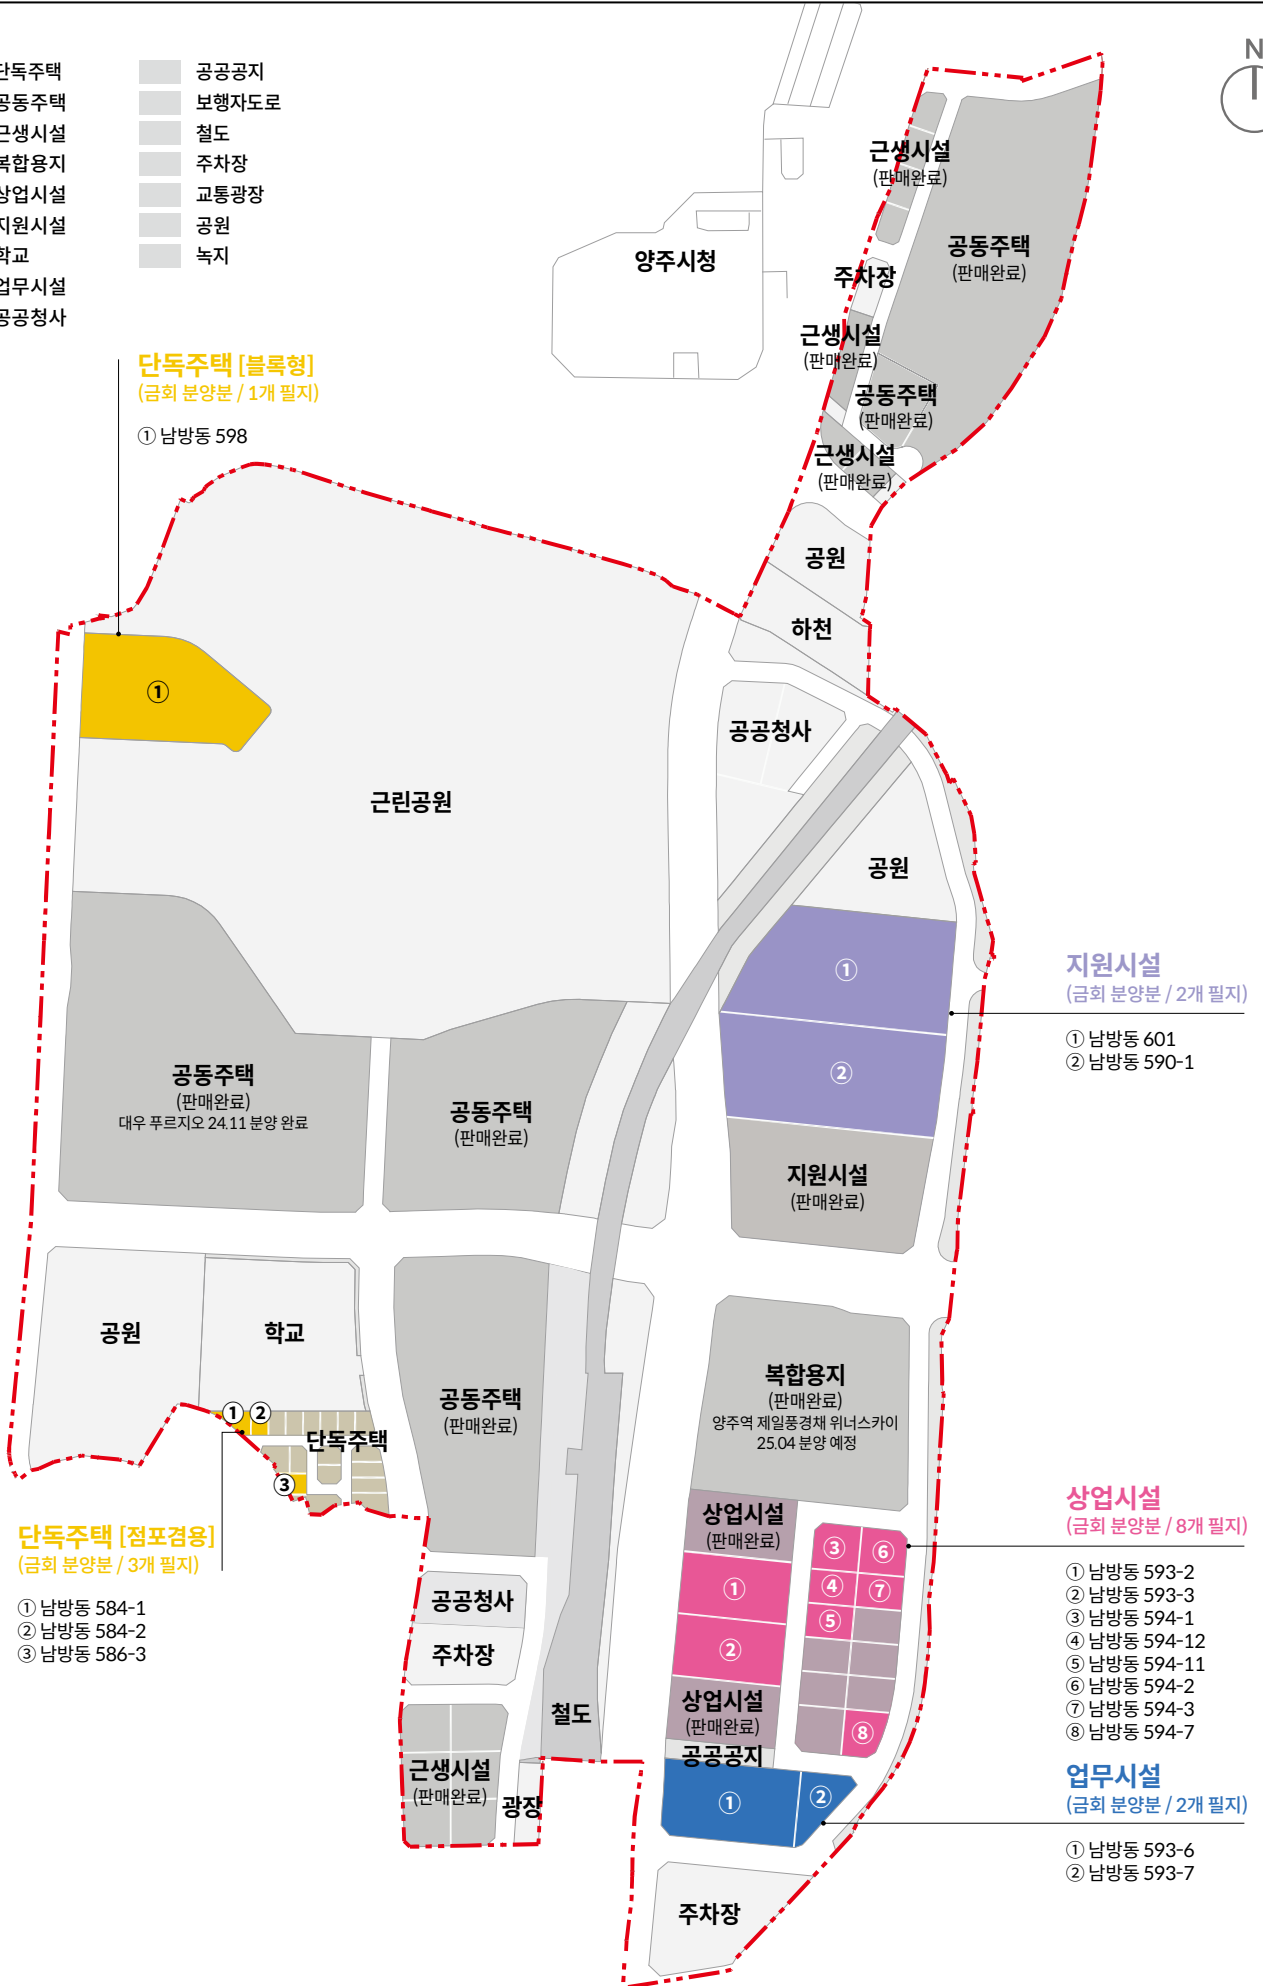 단독주택
공동주택
근생시설
복합용지
상업시설
지원시설
학교
업무시설
공공청사
공공공지
보행자도로
철도
주차장
교통광장
공원
녹지
N
양주시청
근생시설
(판매완료)
공동주택
(판매완료)
주차장
근생시설
(판매완료)
공동주택
(판매완료)
근생시설
(판매완료)
공원
하천
단독주택 [블록형]
(금회 분양분 / 1개 필지)
① 남방동 598
①
근린공원
공공청사
공원
①
②
지원시설
(판매완료)
지원시설
(금회 분양분 / 2개 필지)
① 남방동 601
② 남방동 590-1
공동주택
(판매완료)
대우 푸르지오 24.11 분양 완료
공동주택
(판매완료)
공원
학교
공동주택
(판매완료)
복합용지
(판매완료)
양주역 제일풍경채 위너스카이
25.04 분양 예정
① ②
단독주택
③
단독주택 [점포겸용]
(금회 분양분 / 3개 필지)
① 남방동 584-1
② 남방동 584-2
③ 남방동 586-3
공공청사
주차장
근생시설
(판매완료)
광장
철도
상업시설
(판매완료)
①
②
상업시설
(판매완료)
공공공지
③ ⑥
④ ⑦
⑤
⑧
상업시설
(금회 분양분 / 8개 필지)
① 남방동 593-2
② 남방동 593-3
③ 남방동 594-1
④ 남방동 594-12
⑤ 남방동 594-11
⑥ 남방동 594-2
⑦ 남방동 594-3
⑧ 남방동 594-7
① ②
업무시설
(금회 분양분 / 2개 필지)
① 남방동 593-6
② 남방동 593-7
주차장